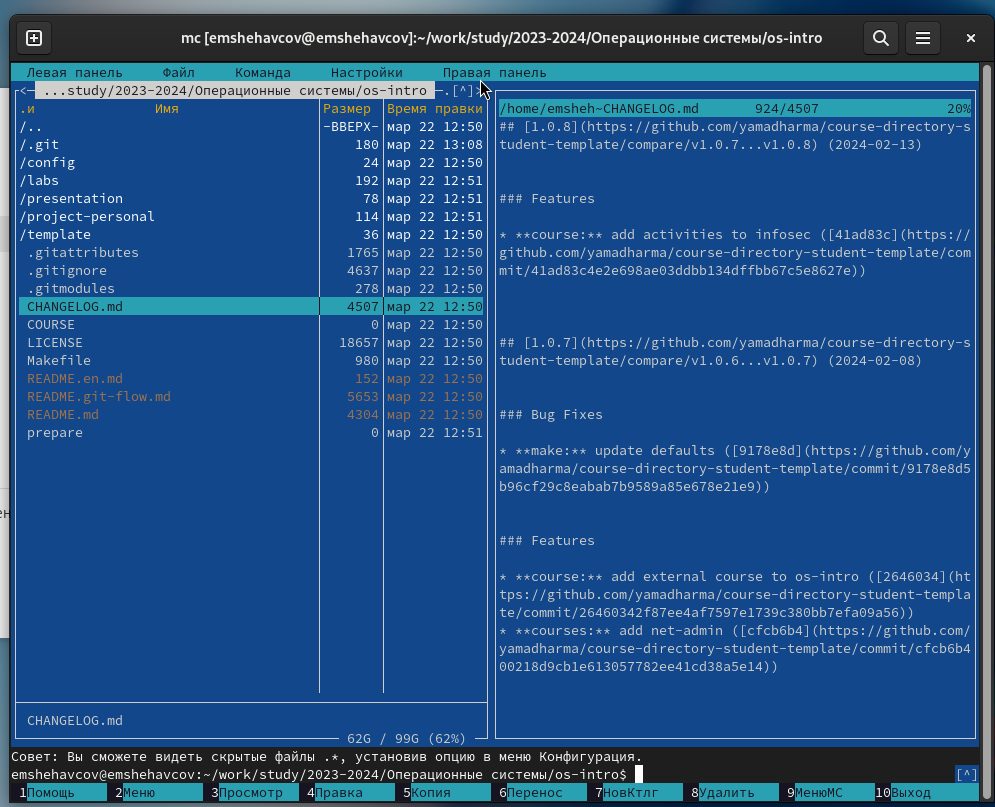 mc [emshehavcov@emshehavcov]:~/work/study/2023-2024/Операционные системы/os-intro
Левая панель Файл Команда Настройки Правая панель
<— ...study/2023-2024/Операционные системы/os-intro —.[^]>
.и Имя Размер Время правки
/.. -ВВЕРХ- мар 22 12:50
/.git 180 мар 22 13:08
/config 24 мар 22 12:50
/labs 192 мар 22 12:51
/presentation 78 мар 22 12:51
/project-personal 114 мар 22 12:51
/template 36 мар 22 12:50
.gitattributes 1765 мар 22 12:50
.gitignore 4637 мар 22 12:50
.gitmodules 278 мар 22 12:50
CHANGELOG.md 4507 мар 22 12:50
COURSE 0 мар 22 12:50
LICENSE 18657 мар 22 12:50
Makefile 980 мар 22 12:50
README.en.md 152 мар 22 12:50
README.git-flow.md 5653 мар 22 12:50
README.md 4304 мар 22 12:50
prepare 0 мар 22 12:51
CHANGELOG.md
62G / 99G (62%)
/home/emsheh~CHANGELOG.md 924/4507 20%
## [1.0.8](https://github.com/yamadharma/course-directory-s
tudent-template/compare/v1.0.7...v1.0.8) (2024-02-13)
### Features
* **course:** add activities to infosec ([41ad83c](https://
github.com/yamadharma/course-directory-student-template/com
mit/41ad83c4e2e698ae03ddbb134dffbb67c5e8627e))
## [1.0.7](https://github.com/yamadharma/course-directory-s
tudent-template/compare/v1.0.6...v1.0.7) (2024-02-08)
### Bug Fixes
* **make:** update defaults ([9178e8d](https://github.com/y
amadharma/course-directory-student-template/commit/9178e8d5
b96cf29c8eabab7b9589a85e678e21e9))
### Features
* **course:** add external course to os-intro ([2646034](ht
tps://github.com/yamadharma/course-directory-student-templa
te/commit/26460342f87ee4af7597e1739c380bb7efa09a56))
* **courses:** add net-admin ([cfcb6b4](https://github.com/
yamadharma/course-directory-student-template/commit/cfcb6b4
00218d9cb1e613057782ee41cd38a5e14))
Совет: Вы сможете видеть скрытые файлы .*, установив опцию в меню Конфигурация.
emshehavcov@emshehavcov:~/work/study/2023-2024/Операционные системы/os-intro$ [^]
1Помощь 2Меню 3Просмотр 4Правка 5Копия 6Перенос 7НовКтлг 8Удалить 9МенюМС 10Выход